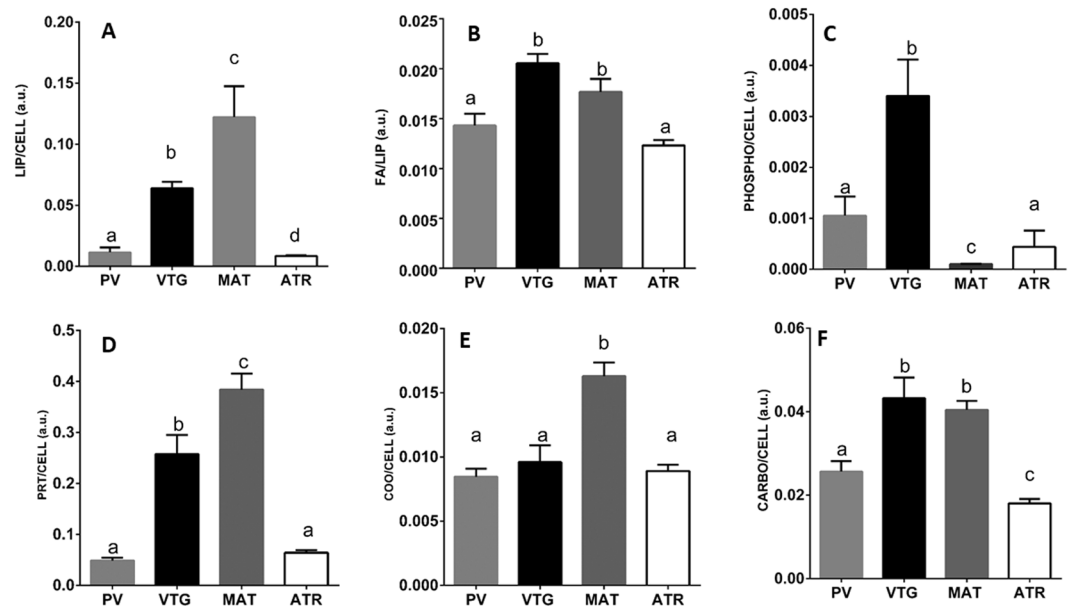 A
LIP/CELL (a.u.)
0.20
0.15
0.10
0.05
0.00
a
b
c
d
PV
VTG
MAT
ATR
B
FA/LIP (a.u.)
0.025
0.020
0.015
0.010
0.005
0.000
a
b
b
a
PV
VTG
MAT
ATR
C
PHOSPHO/CELL (a.u.)
0.005
0.004
0.003
0.002
0.001
0.000
a
b
c
a
PV
VTG
MAT
ATR
D
PRT/CELL (a.u.)
0.5
0.4
0.3
0.2
0.1
0.0
a
b
c
a
PV
VTG
MAT
ATR
E
COO/CELL (a.u.)
0.020
0.015
0.010
0.005
0.000
a
a
b
a
PV
VTG
MAT
ATR
F
CARBO/CELL (a.u.)
0.06
0.04
0.02
0.00
a
b
b
c
PV
VTG
MAT
ATR